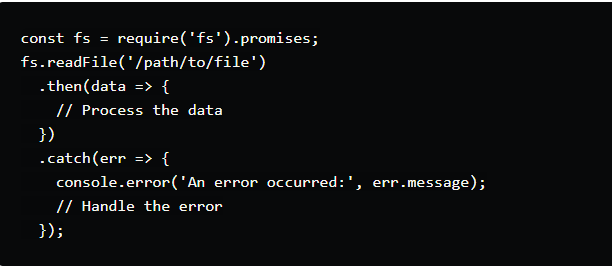 const fs = require('fs').promises;
fs.readFile('/path/to/file')
  .then(data => {
    // Process the data
  })
  .catch(err => {
    console.error('An error occurred:', err.message);
    // Handle the error
  });